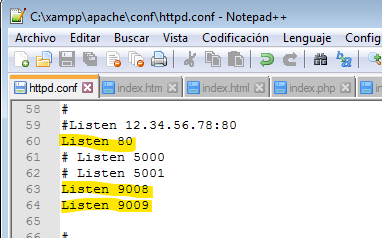 C:\xampp\apache\conf\httpd.conf - Notepad++
Archivo Editar Buscar Vista Codificación Lenguaje Config
httpd.conf index.htm index.html index.php in
58 #
59 #Listen 12.34.56.78:80
60 Listen 80
61 # Listen 5000
62 # Listen 5001
63 Listen 9008
64 Listen 9009
65
66 #